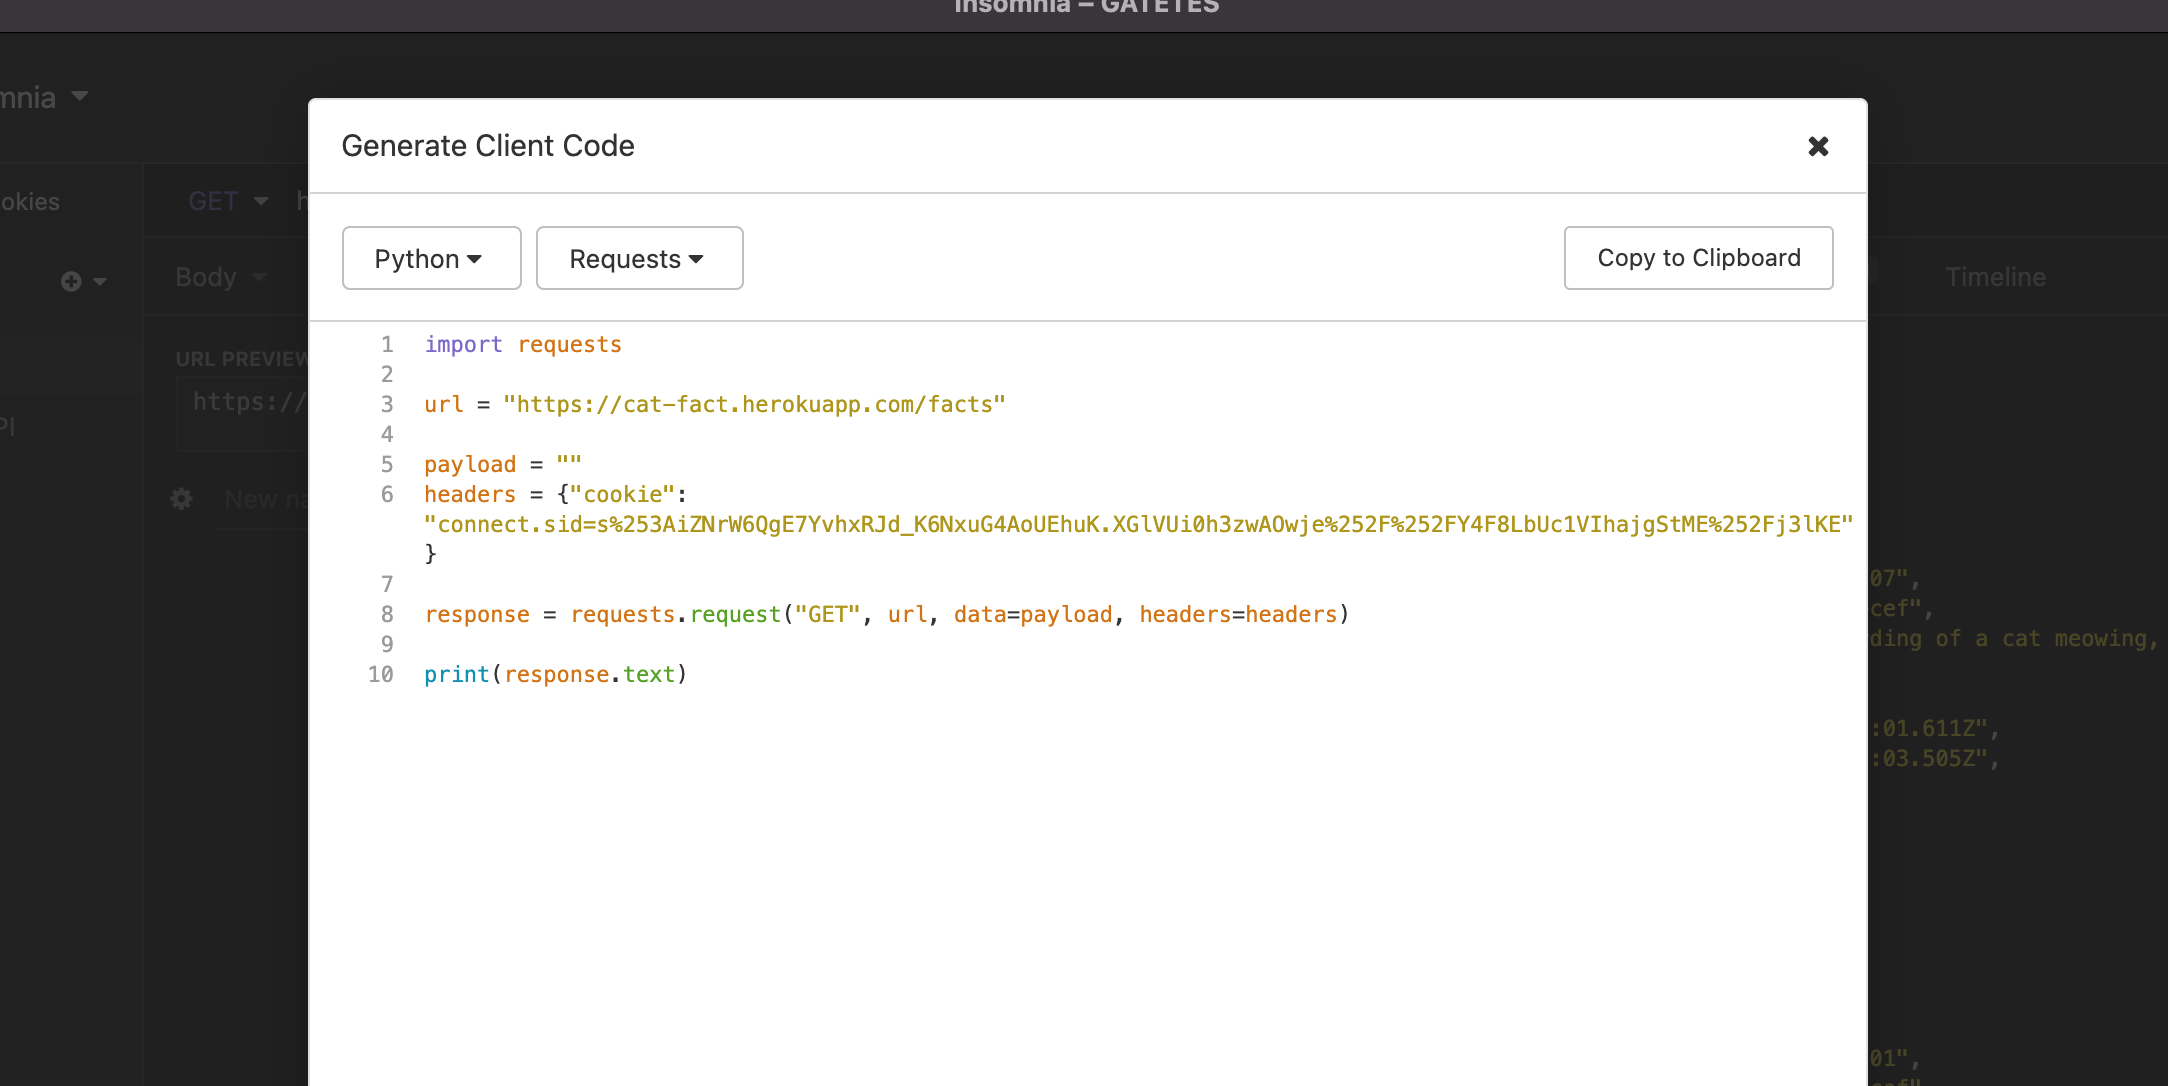 Insomnia – GATETES
mnia
Generate Client Code
okies
GET
Python
Requests
Copy to Clipboard
Body
Timeline
URL PREVIEW
https://
PI
New na
1 import requests
2
3 url = "https://cat-fact.herokuapp.com/facts"
4
5 payload = ""
6 headers = {"cookie":
"connect.sid=s%253AiZNrW6QgE7YvhxRJd_K6NxuG4AoUEhuK.XGlVUi0h3zwAOwje%252F%252FY4F8LbUc1VIhajgStME%252Fj3lKE"
}
7
8 response = requests.request("GET", url, data=payload, headers=headers)
9
10 print(response.text)
07",
cef",
ding of a cat meowing,
:01.611Z",
:03.505Z",
01",